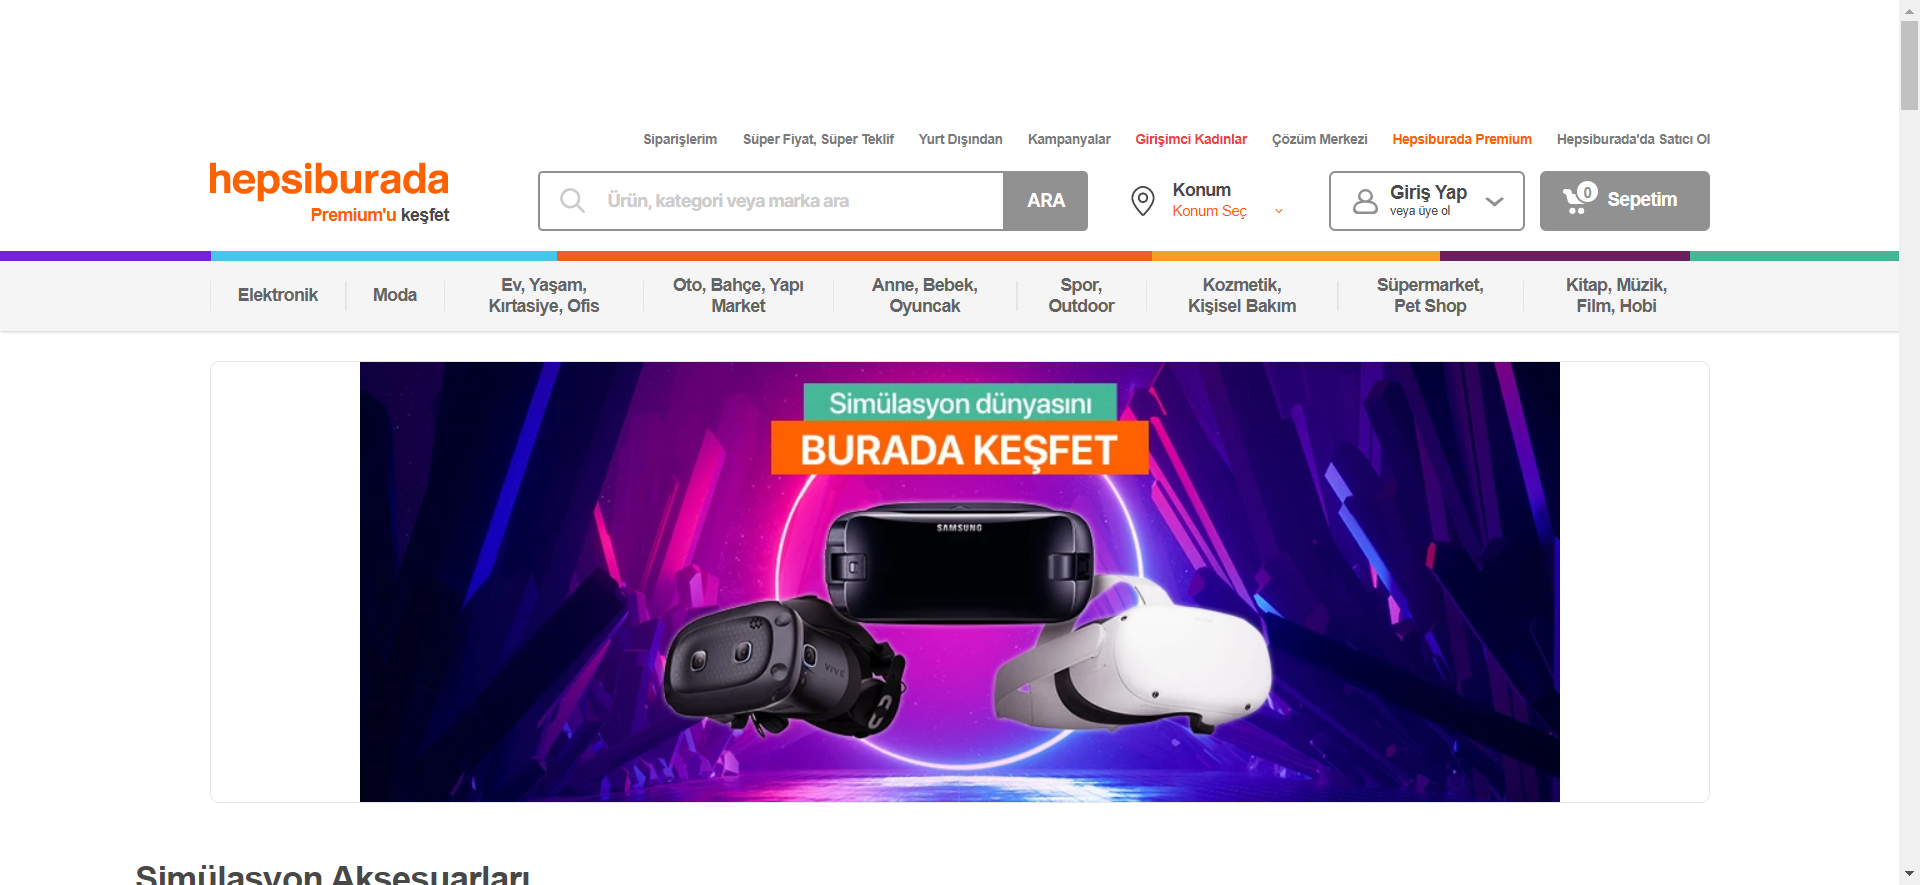 Siparişlerim
Süper Fiyat, Süper Teklif
Yurt Dışından
Kampanyalar
Girişimci Kadınlar
Çözüm Merkezi
Hepsiburada Premium
Hepsiburada'da Satıcı Ol
hepsiburada
Premium'u keşfet
Ürün, kategori veya marka ara
ARA
Konum
Konum Seç
Giriş Yap
veya üye ol
0
Sepetim
Elektronik
Moda
Ev, Yaşam,
Kırtasiye, Ofis
Oto, Bahçe, Yapı
Market
Anne, Bebek,
Oyuncak
Spor,
Outdoor
Kozmetik,
Kişisel Bakım
Süpermarket,
Pet Shop
Kitap, Müzik,
Film, Hobi
Simülasyon dünyasını
BURADA KEŞFET
SAMSUNG
VIVE
Simülasyon Aksesuarları